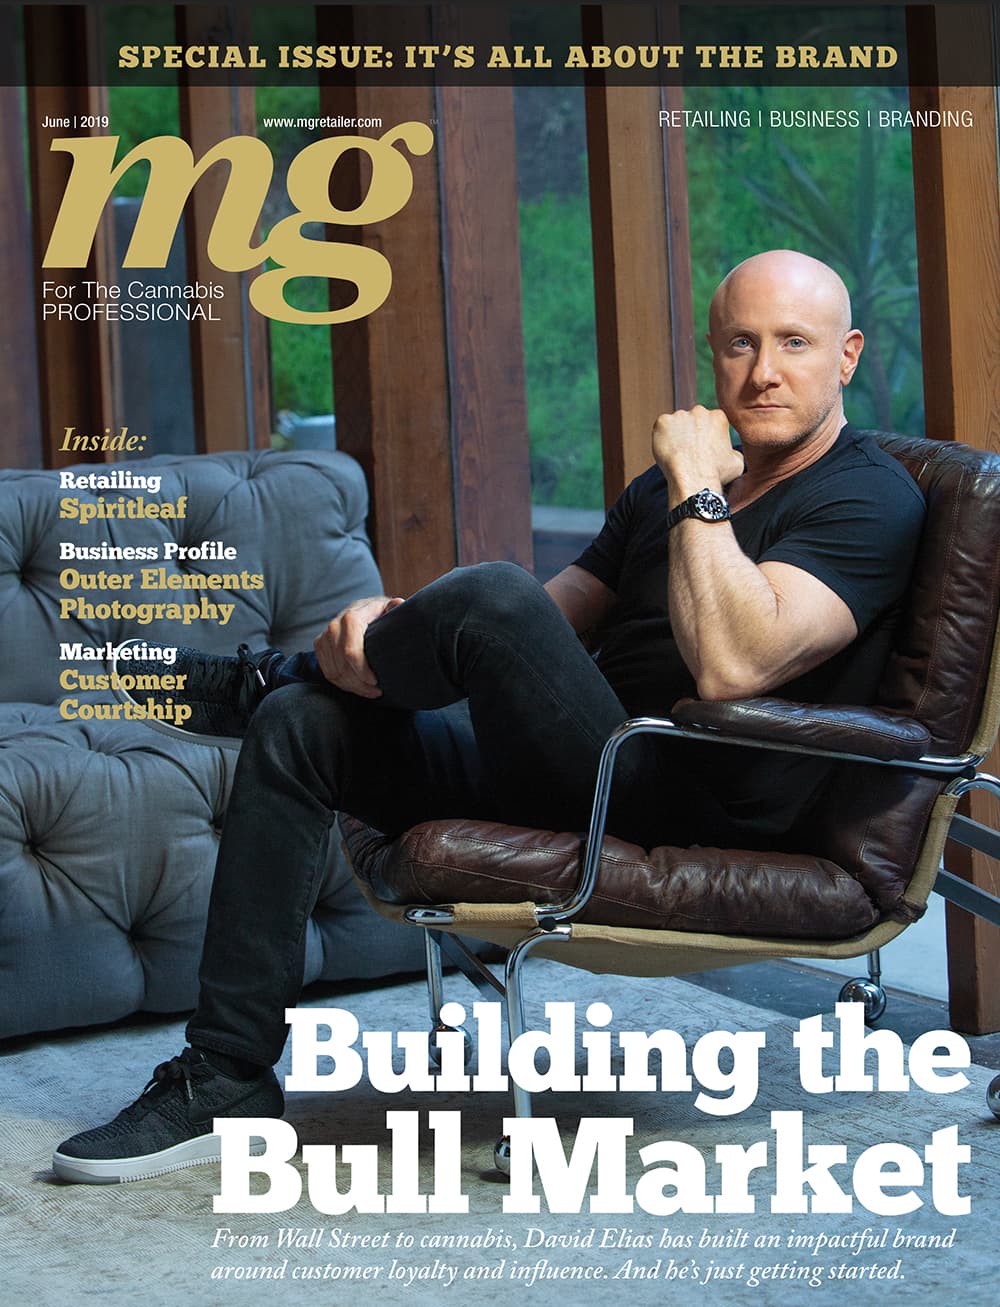 SPECIAL ISSUE: IT'S ALL ABOUT THE BRAND
June | 2019
www.mgretailer.com
RETAILING | BUSINESS | BRANDING
mg™
For The Cannabis
PROFESSIONAL
Inside:
Retailing
Spiritleaf
Business Profile
Outer Elements
Photography
Marketing
Customer
Courtship
Building the
Bull Market
From Wall Street to cannabis, David Elias has built an impactful brand
around customer loyalty and influence. And he's just getting started.